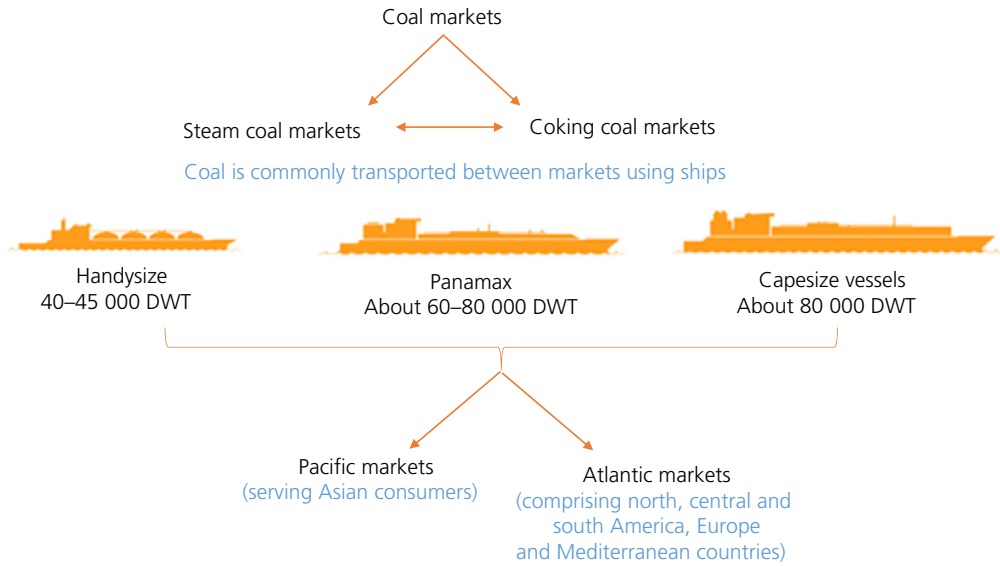 Coal markets
Steam coal markets
Coking coal markets
Coal is commonly transported between markets using ships
Handysize
40–45 000 DWT
Panamax
About 60–80 000 DWT
Capesize vessels
About 80 000 DWT
Pacific markets
(serving Asian consumers)
Atlantic markets
(comprising north, central and
south America, Europe
and Mediterranean countries)